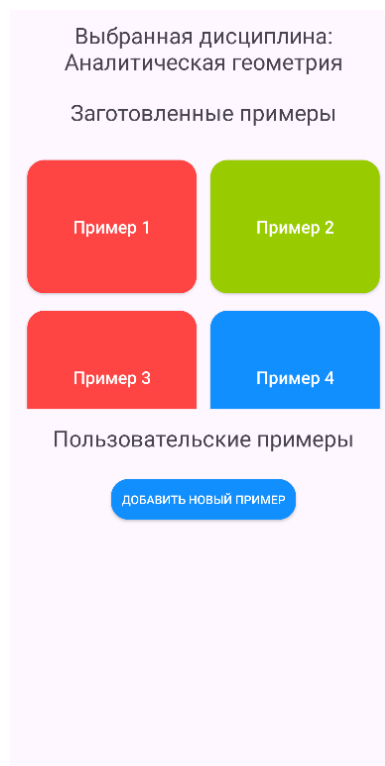 Выбранная дисциплина:
Аналитическая геометрия
Заготовленные примеры
Пример 1
Пример 2
Пример 3
Пример 4
Пользовательские примеры
ДОБАВИТЬ НОВЫЙ ПРИМЕР